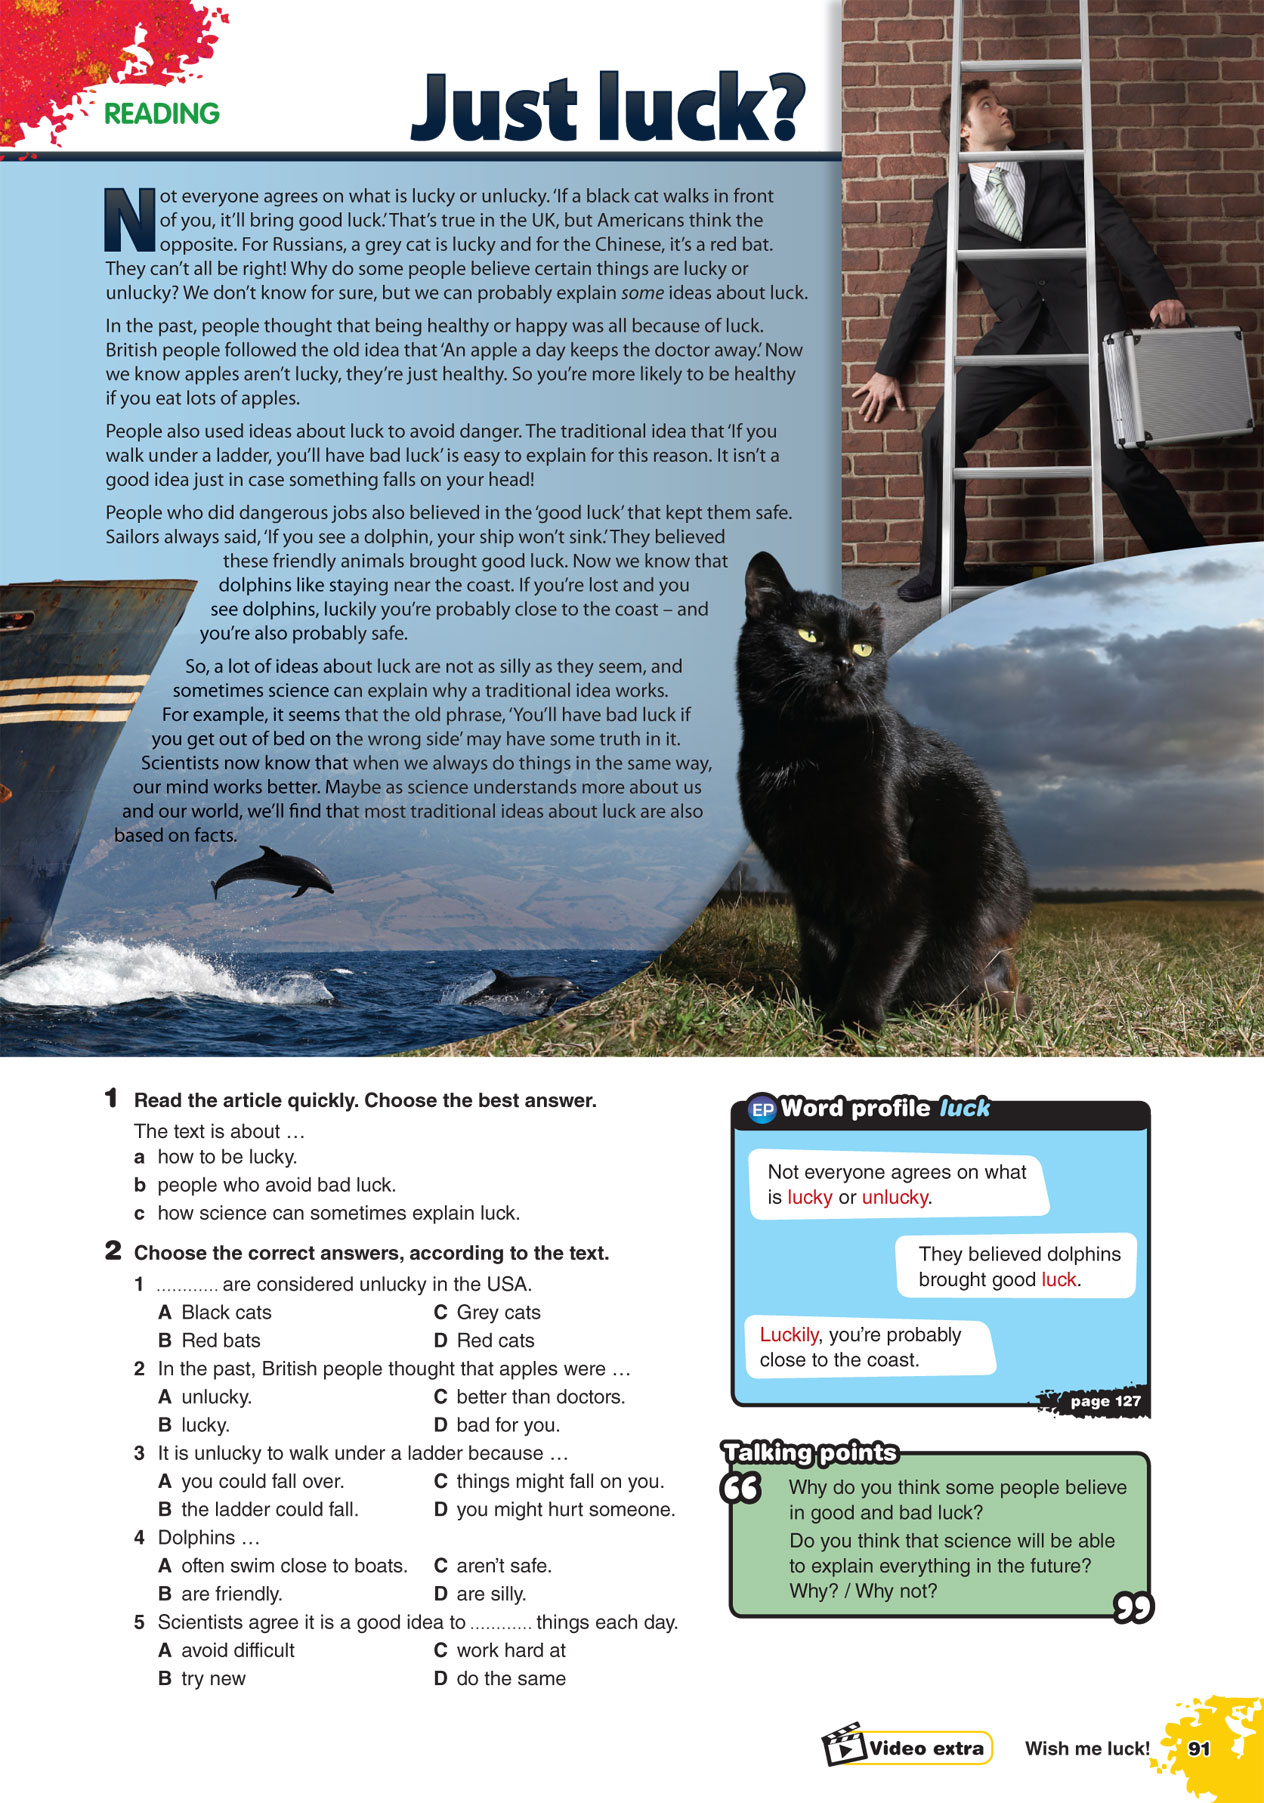 READING
Just luck?
Not everyone agrees on what is lucky or unlucky. ‘If a black cat walks in front
of you, it’ll bring good luck.’ That’s true in the UK, but Americans think the
opposite. For Russians, a grey cat is lucky and for the Chinese, it’s a red bat.
They can’t all be right! Why do some people believe certain things are lucky or
unlucky? We don’t know for sure, but we can probably explain some ideas about luck.
In the past, people thought that being healthy or happy was all because of luck.
British people followed the old idea that ‘An apple a day keeps the doctor away.’ Now
we know apples aren’t lucky, they’re just healthy. So you’re more likely to be healthy
if you eat lots of apples.
People also used ideas about luck to avoid danger. The traditional idea that ‘If you
walk under a ladder, you’ll have bad luck’ is easy to explain for this reason. It isn’t a
good idea just in case something falls on your head!
People who did dangerous jobs also believed in the ‘good luck’ that kept them safe.
Sailors always said, ‘If you see a dolphin, your ship won’t sink.’ They believed
these friendly animals brought good luck. Now we know that
dolphins like staying near the coast. If you’re lost and you
see dolphins, luckily you’re probably close to the coast – and
you’re also probably safe.
So, a lot of ideas about luck are not as silly as they seem, and
sometimes science can explain why a traditional idea works.
For example, it seems that the old phrase, ‘You’ll have bad luck if
you get out of bed on the wrong side’ may have some truth in it.
Scientists now know that when we always do things in the same way,
our mind works better. Maybe as science understands more about us
and our world, we’ll find that most traditional ideas about luck are also
based on facts.
1 Read the article quickly. Choose the best answer.
The text is about …
a how to be lucky.
b people who avoid bad luck.
c how science can sometimes explain luck.
2 Choose the correct answers, according to the text.
1 ............ are considered unlucky in the USA.
A Black cats C Grey cats
B Red bats D Red cats
2 In the past, British people thought that apples were …
A unlucky. C better than doctors.
B lucky. D bad for you.
3 It is unlucky to walk under a ladder because …
A you could fall over. C things might fall on you.
B the ladder could fall. D you might hurt someone.
4 Dolphins …
A often swim close to boats. C aren’t safe.
B are friendly. D are silly.
5 Scientists agree it is a good idea to ............ things each day.
A avoid difficult C work hard at
B try new D do the same
EP Word profile luck
Not everyone agrees on what
is lucky or unlucky.
They believed dolphins
brought good luck.
Luckily, you’re probably
close to the coast.
page 127
Talking points
“ Why do you think some people believe
in good and bad luck?
Do you think that science will be able
to explain everything in the future?
Why? / Why not? ”
Video extra Wish me luck! 91